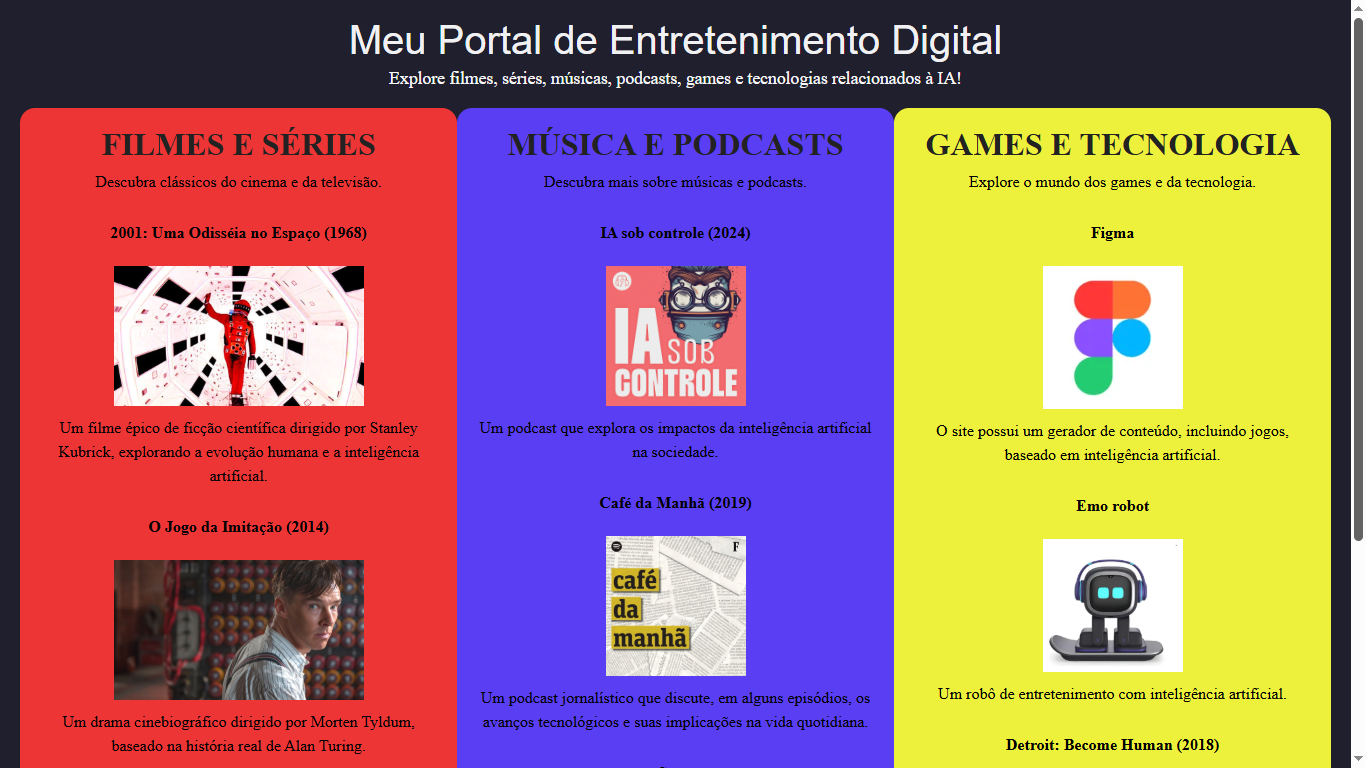 Meu Portal de Entretenimento Digital
Explore filmes, séries, músicas, podcasts, games e tecnologias relacionados à IA!
FILMES E SÉRIES
Descubra clássicos do cinema e da televisão.
2001: Uma Odisséia no Espaço (1968)
Um filme épico de ficção científica dirigido por Stanley
Kubrick, explorando a evolução humana e a inteligência
artificial.
O Jogo da Imitação (2014)
Um drama cinebiográfico dirigido por Morten Tyldum,
baseado na história real de Alan Turing.
MÚSICA E PODCASTS
Descubra mais sobre músicas e podcasts.
IA sob controle (2024)
IA SOB
CONTROLE
Um podcast que explora os impactos da inteligência artificial
na sociedade.
Café da Manhã (2019)
F
café
da
manhã
Um podcast jornalístico que discute, em alguns episódios, os
avanços tecnológicos e suas implicações na vida quotidiana.
GAMES E TECNOLOGIA
Explore o mundo dos games e da tecnologia.
Figma
O site possui um gerador de conteúdo, incluindo jogos,
baseado em inteligência artificial.
Emo robot
Um robô de entretenimento com inteligência artificial.
Detroit: Become Human (2018)